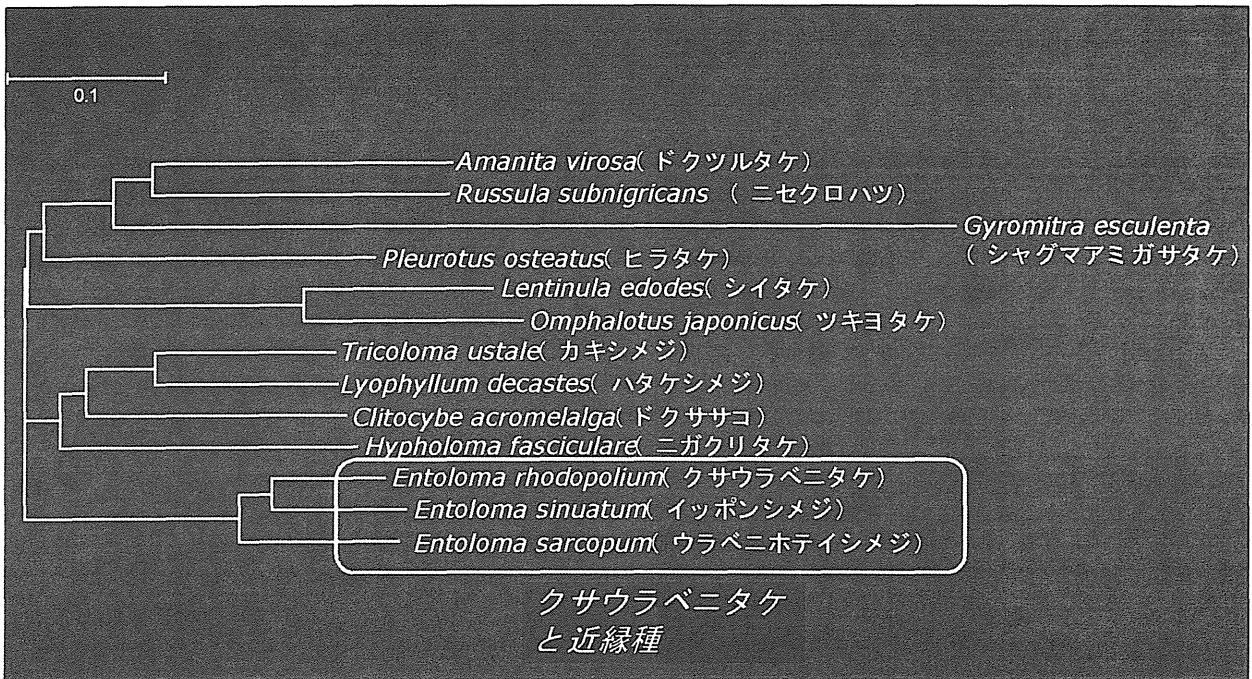 0.1
Amanita virosa( ドクツルタケ)
Russula subnigricans ( ニセクロハツ)
Gyromitra esculenta
( シャグマアミガサタケ)
Pleurotus osteatus( ヒラタケ)
Lentinula edodes( シイタケ)
Omphalotus japonicus( ツキヨタケ)
Tricoloma ustale( カキシメジ)
Lyophyllum decastes( ハタケシメジ)
Clitocybe acromelalga( ドクササコ)
Hypholoma fasciculare( ニガクリタケ)
Entoloma rhodopolium( クサウラベニタケ)
Entoloma sinuatum( イッポンシメジ)
Entoloma sarcopum( ウラベニホテイシメジ)
クサウラベニタケ
と近縁種